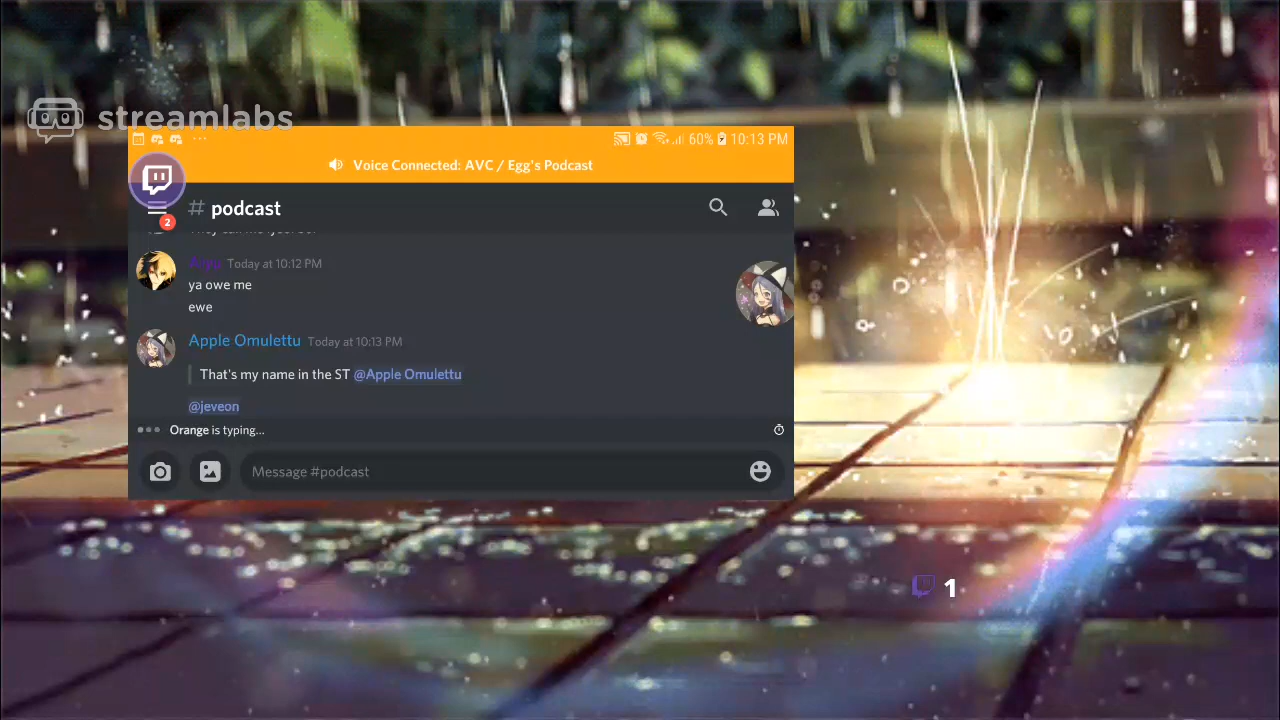 streamlabs
60% 10:13 PM
Voice Connected: AVC / Egg's Podcast
# podcast
2
Today at 10:12 PM
ya owe me
ewe
Apple Omulettu Today at 10:13 PM
That's my name in the ST @Apple Omulettu
@jeveon
Orange is typing...
Message #podcast
1